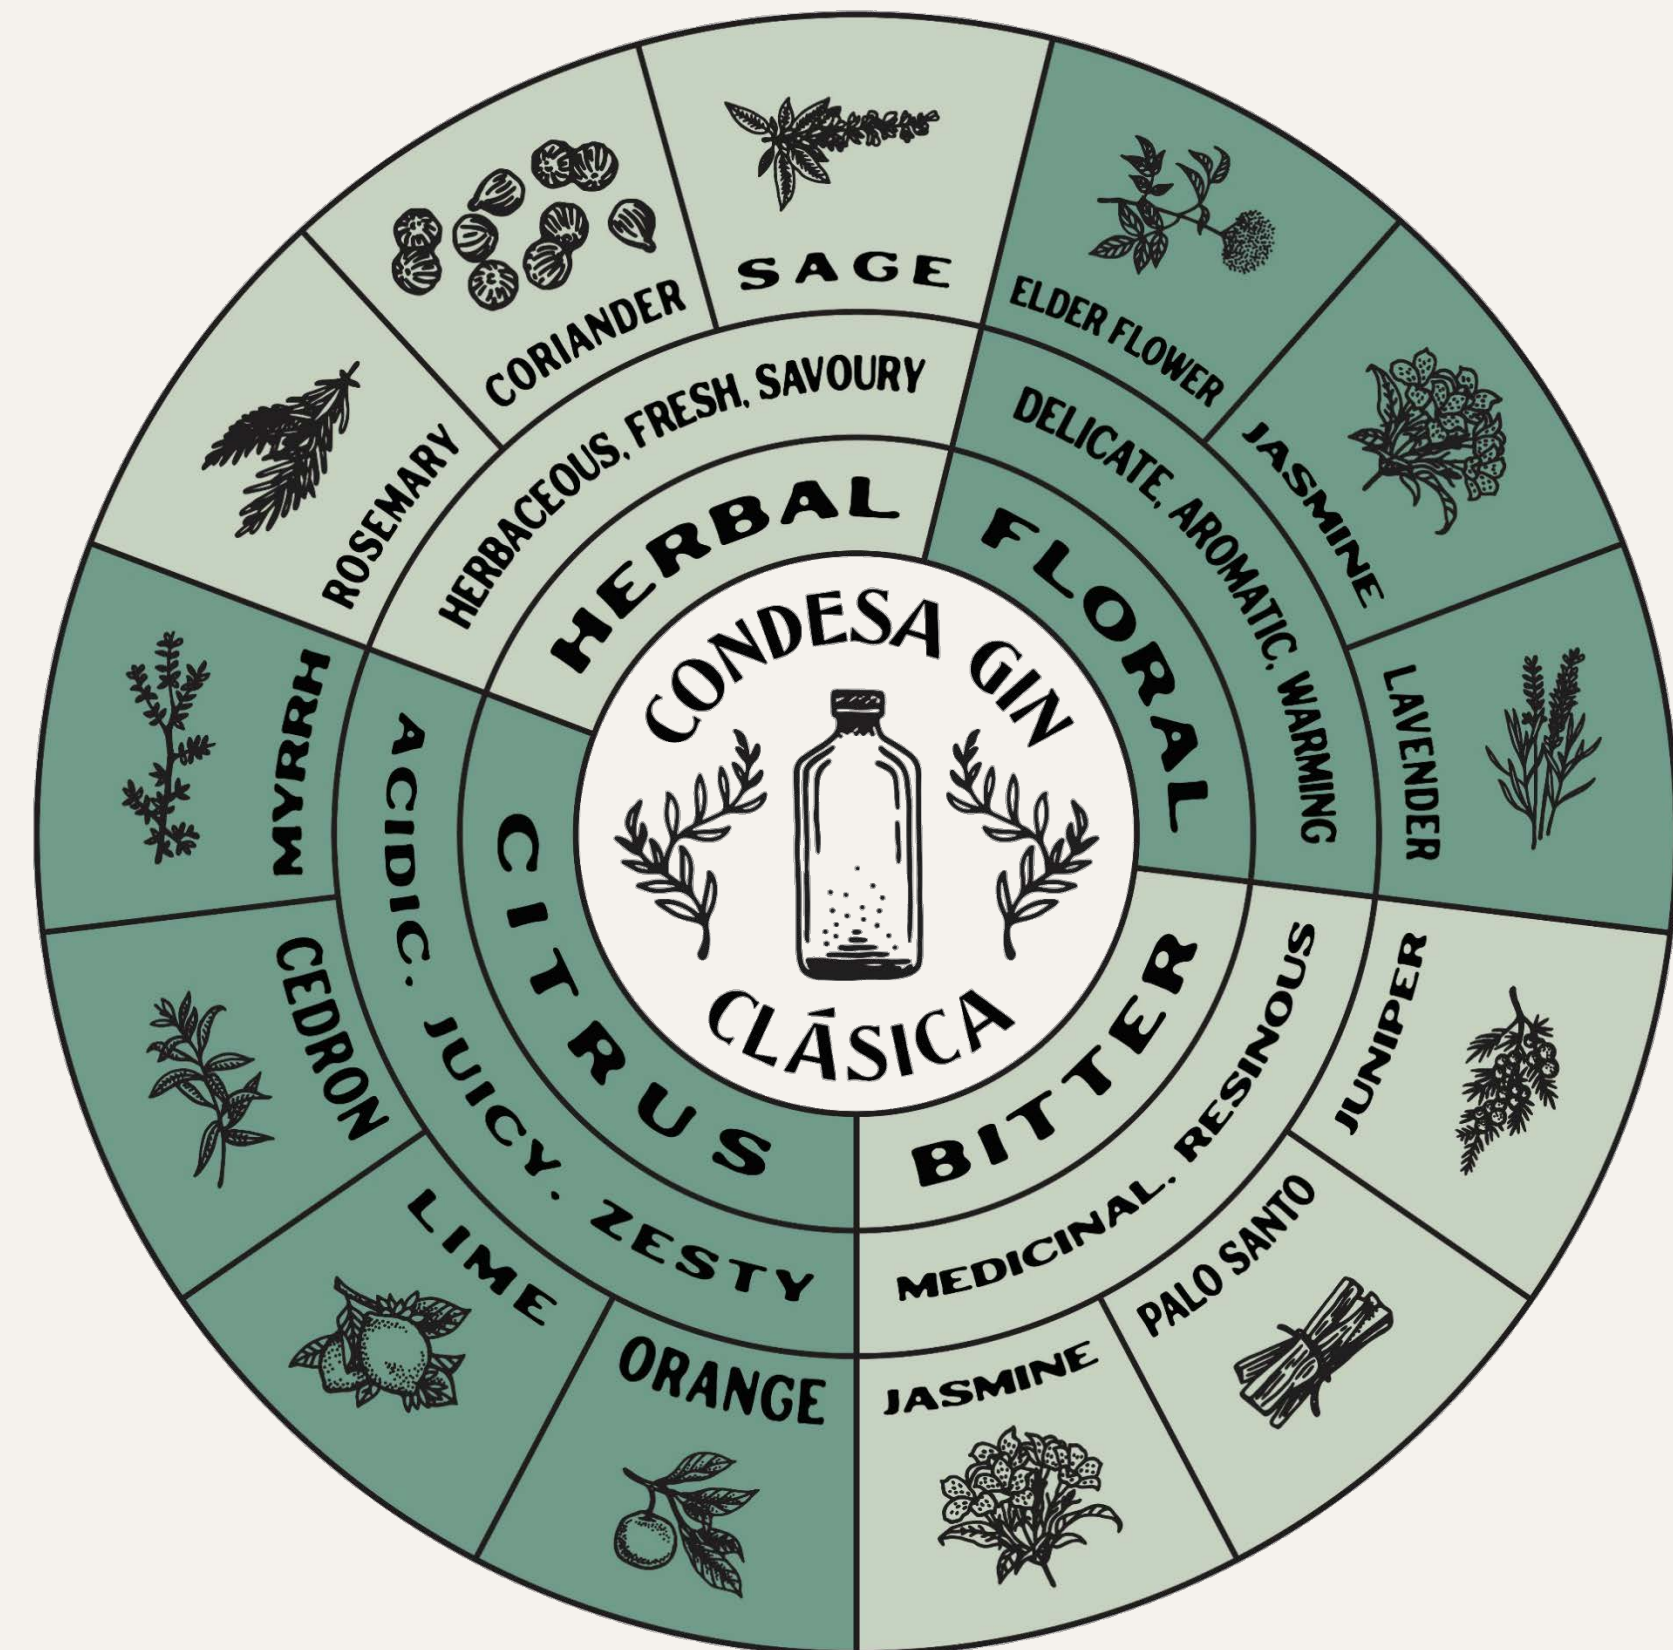 CONDESA GIN
CLÁSICA
HERBAL
HERBACEOUS, FRESH, SAVOURY
ROSEMARY
CORIANDER
SAGE
FLORAL
DELICATE, AROMATIC, WARMING
ELDER FLOWER
JASMINE
LAVENDER
BITTER
MEDICINAL, RESINOUS
JUNIPER
PALO SANTO
JASMINE
CITRUS
ACIDIC, JUICY, ZESTY
ORANGE
LIME
CEDRON
MYRRH